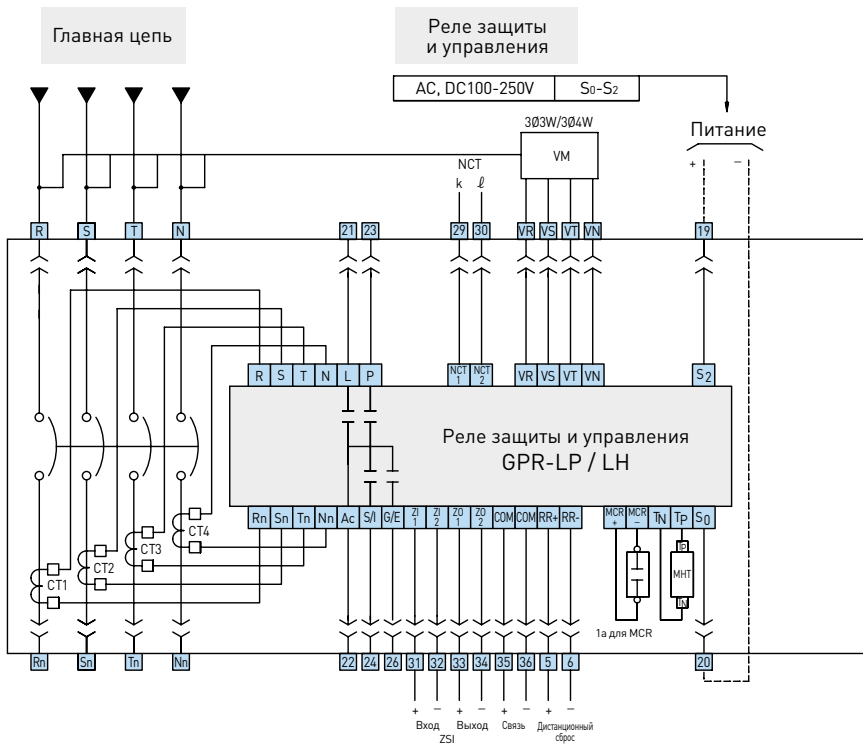 Главная цепь
Реле защиты
и управления
AC, DC100-250V S0-S2
3Ø3W/3Ø4W
VM
Питание
+ −
NCT
k ℓ
R S T N 21 23 29 30 VR VS VT VN 19
R S T N L P NCT 1 NCT 2 VR VS VT VN S2
Реле защиты и управления
GPR-LP / LH
Rn Sn Tn Nn Ac S/I G/E ZI 1 ZI 2 ZO 1 ZO 2 COM COM RR+ RR- MCR + MCR − TN TP S0
CT1 CT2 CT3 CT4
TP
MHT
TN
1a для MCR
Rn Sn Tn Nn 22 24 26 31 32 33 34 35 36 5 6 20
+ − + − + − + −
Вход Выход Связь Дистанционный
сброс
ZSI